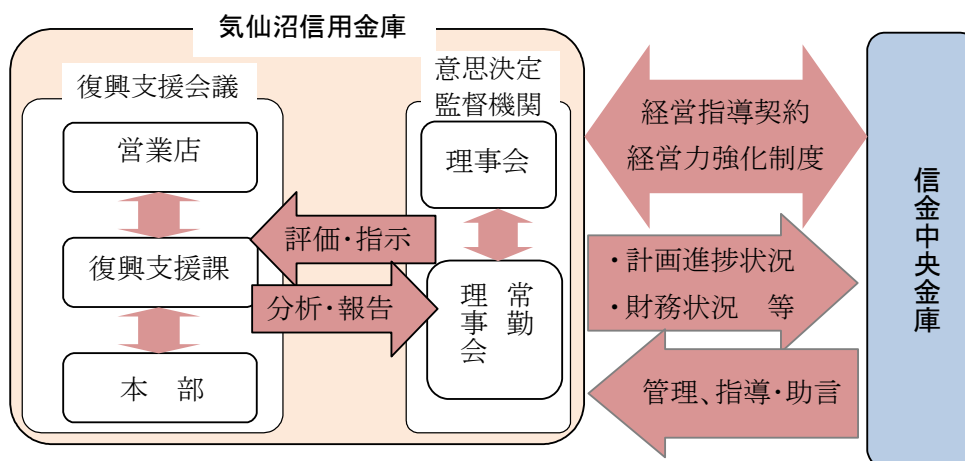 気仙沼信用金庫
復興支援会議
営業店
復興支援課
本　部
評価・指示
分析・報告
意思決定
監督機関
理事会
常勤
理事会
経営指導契約
経営力強化制度
・計画進捗状況
・財務状況　等
管理、指導・助言
信金中央金庫